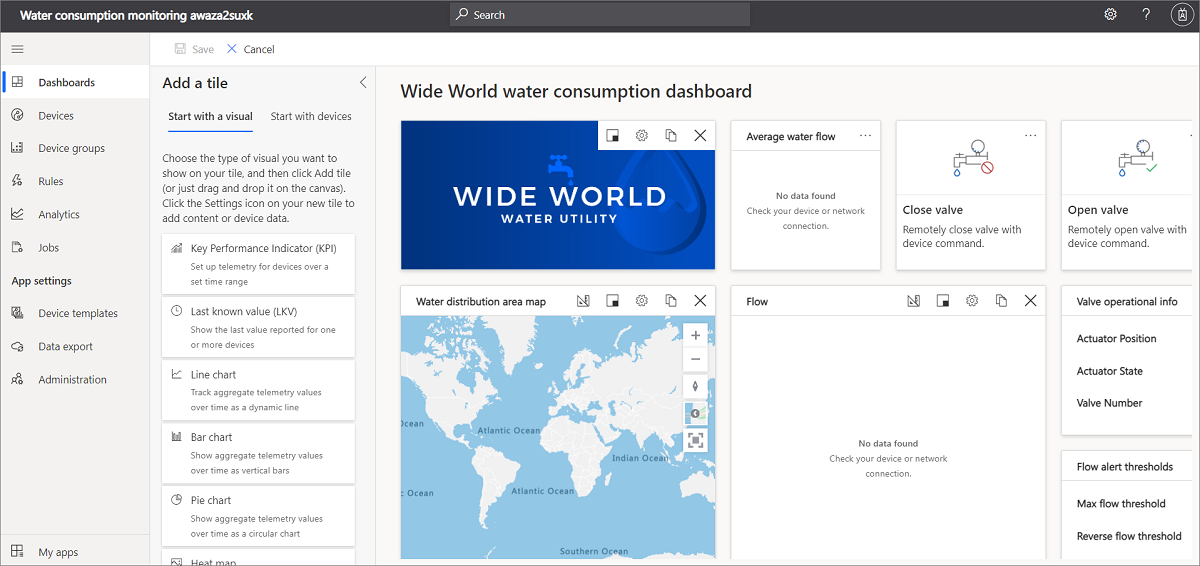 Water consumption monitoring awaza2suxk
Search
?
Save
Cancel
Dashboards
Devices
Device groups
Rules
Analytics
Jobs
App settings
Device templates
Data export
Administration
My apps
Add a tile
Start with a visual
Start with devices
Choose the type of visual you want to
show on your tile, and then click Add tile
(or just drag and drop it on the canvas).
Click the Settings icon on your new tile to
add content or device data.
Key Performance Indicator (KPI)
Set up telemetry for devices over a
set time range
Last known value (LKV)
Show the last value reported for one
or more devices
Line chart
Track aggregate telemetry values
over time as a dynamic line
Bar chart
Show aggregate telemetry values
over time as vertical bars
Pie chart
Show aggregate telemetry values
over time as a circular chart
Heat map
Wide World water consumption dashboard
WIDE WORLD
WATER UTILITY
Average water flow
No data found
Check your device or network
connection.
Close valve
Remotely close valve with
device command.
Open valve
Remotely open valve with
device command.
Water distribution area map
Atlantic Ocean
Indian Ocean
Ocean
Ocean
Atlantic Ocean
Southern Ocean
Flow
No data found
Check your device or network
connection.
Valve operational info
Actuator Position
Actuator State
Valve Number
Flow alert thresholds
Max flow threshold
Reverse flow threshold